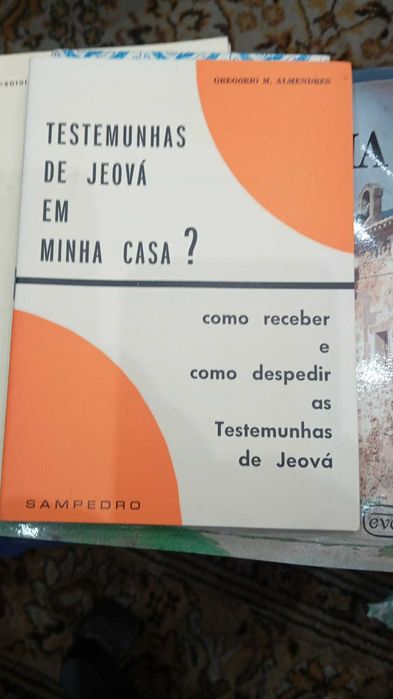 GREGORIO M. ALMENDRES
TESTEMUNHAS
DE JEOVÁ
EM
MINHA CASA ?
como receber
e
como despedir
as
Testemunhas
de Jeová
SAMPEDRO